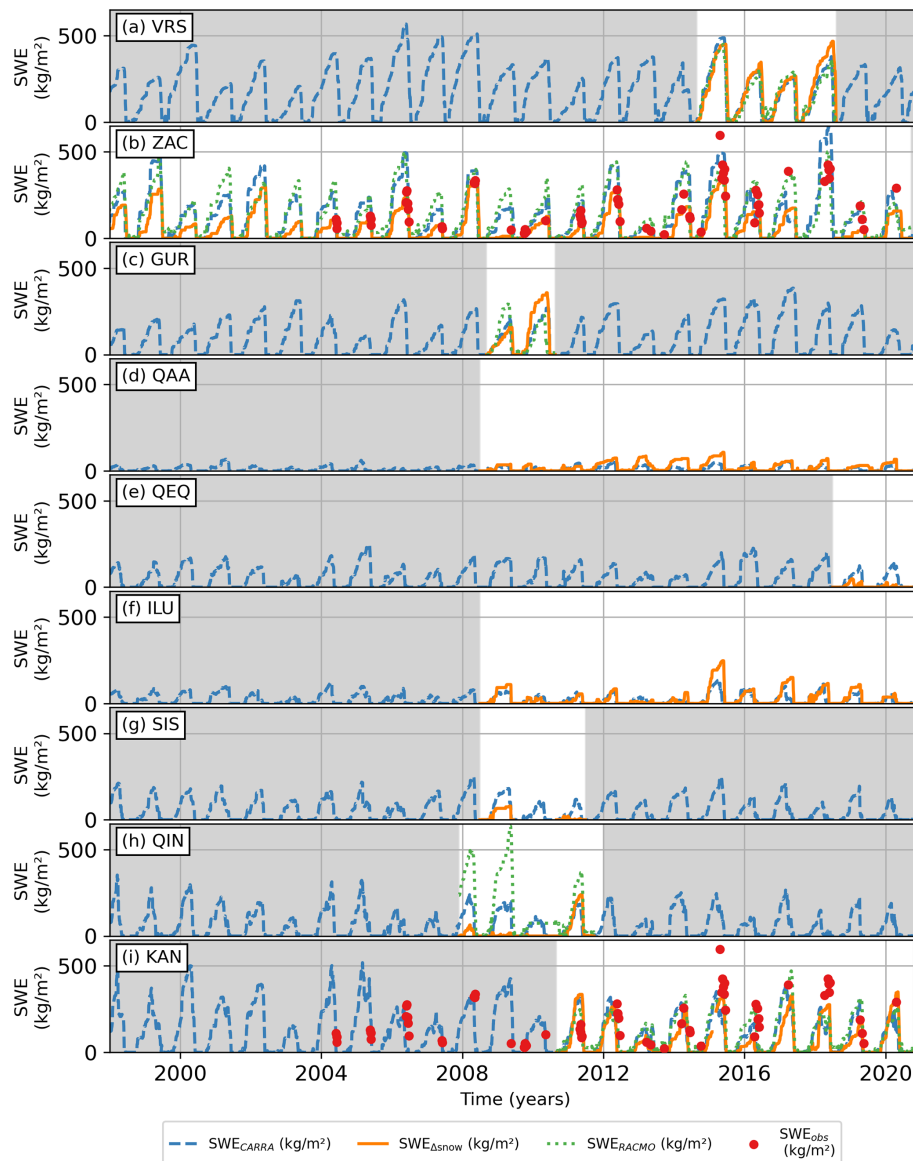 SWE
(kg/m²)
500
0
(a) VRS
SWE
(kg/m²)
500
0
(b) ZAC
SWE
(kg/m²)
500
0
(c) GUR
SWE
(kg/m²)
500
0
(d) QAA
SWE
(kg/m²)
500
0
(e) QEQ
SWE
(kg/m²)
500
0
(f) ILU
SWE
(kg/m²)
500
0
(g) SIS
SWE
(kg/m²)
500
0
(h) QIN
SWE
(kg/m²)
500
0
(i) KAN
2000 2004 2008 2012 2016 2020
Time (years)
SWE_CARRA (kg/m²) SWE_Δsnow (kg/m²) SWE_RACMO (kg/m²) SWE_obs
(kg/m²)